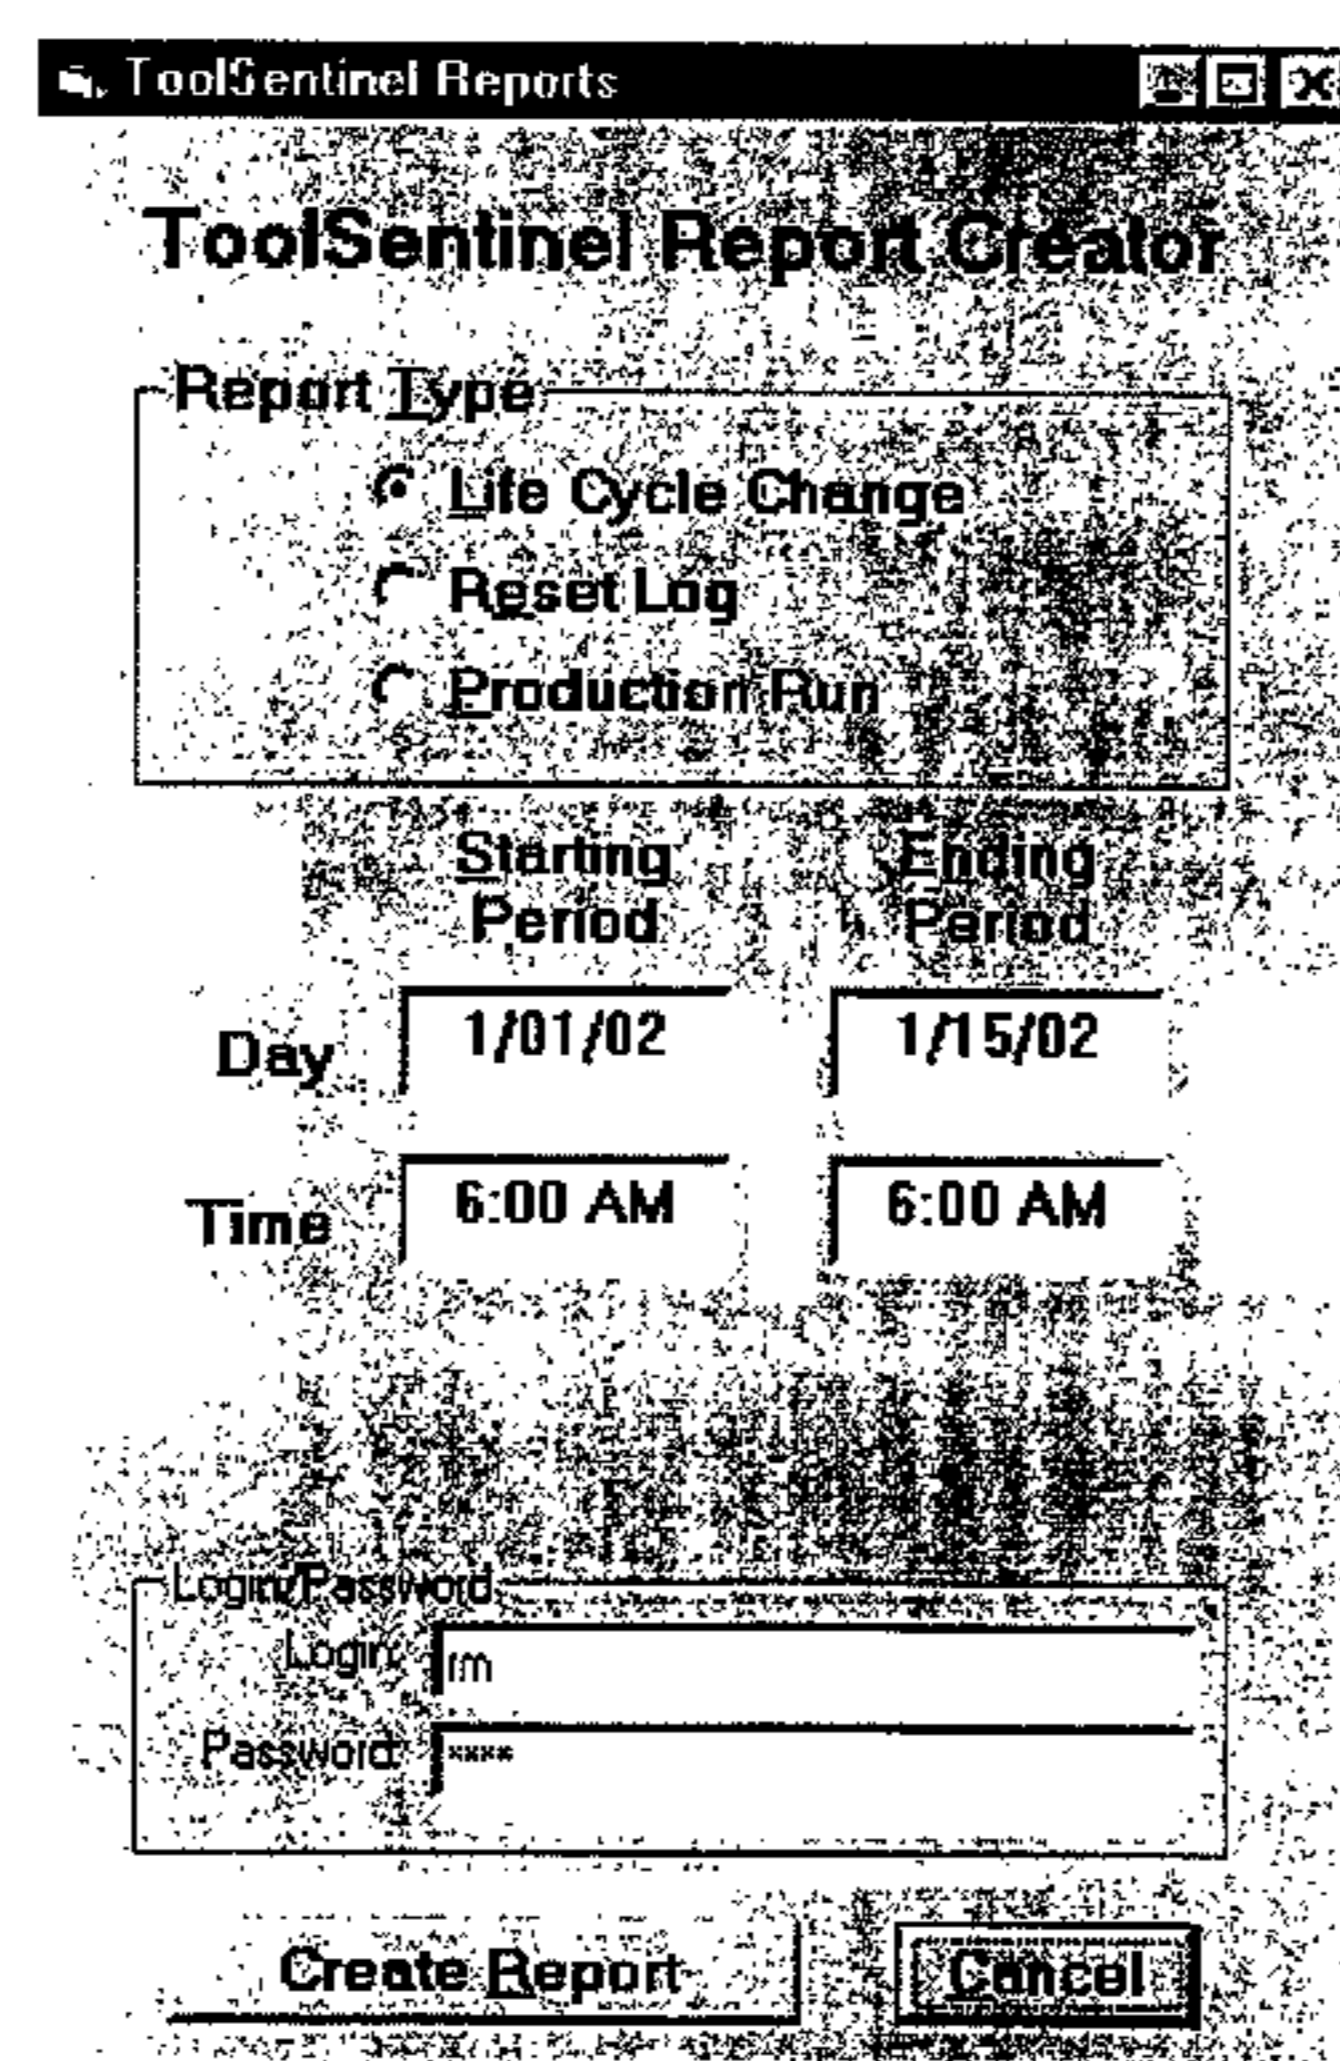 ToolSentinel Reports
ToolSentinel Report Creator
Report Type
Life Cycle Change
Reset Log
Production Run
Starting Period
Ending Period
Day 1/01/02 1/15/02
Time 6:00 AM 6:00 AM
Login/Password
Login: rm
Password: ****
Create Report Cancel